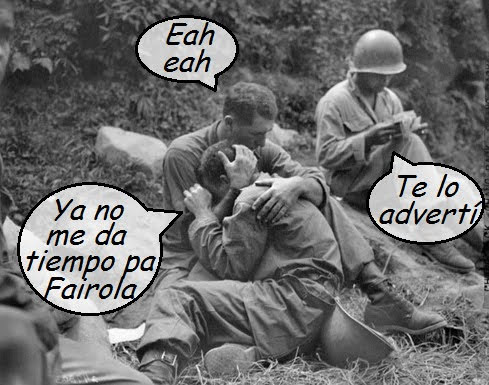 Eah
eah
Ya no
me da
tiempo pa
Fairola
Te lo
advertí